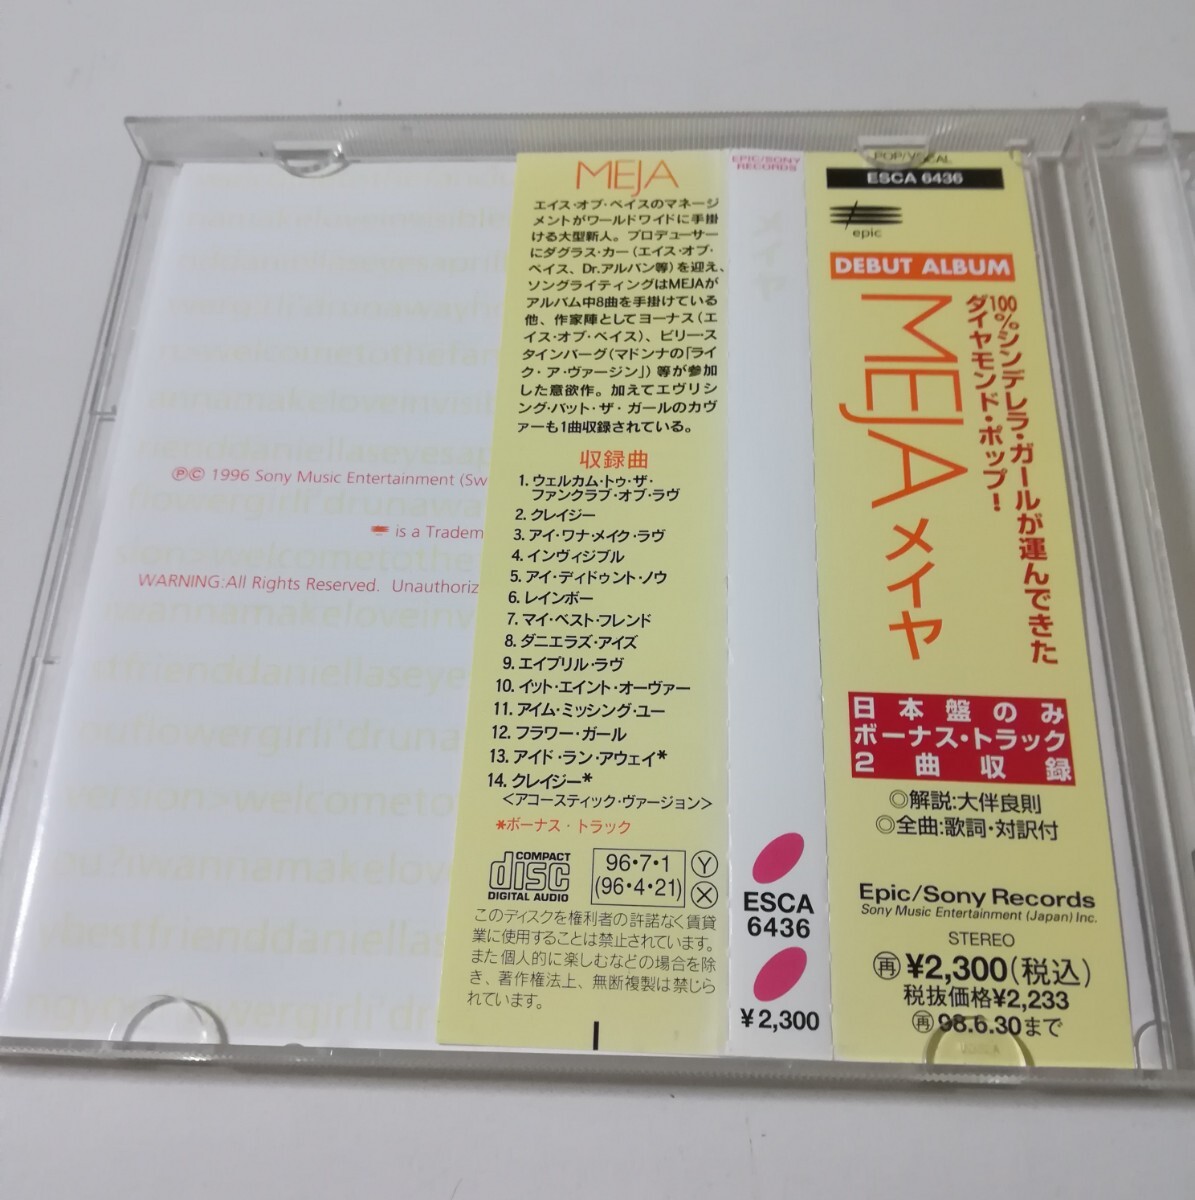 ℗© 1996 Sony Music Entertainment (Sw
is a Tradem
WARNING:All Rights Reserved. Unauthoriz
MEJA
エイス・オブ・ベイスのマネージ
メントがワールドワイドに手掛
ける大型新人。プロデューサー
にダグラス・カー(エイス・オブ・
ベイス、Dr.アルバン等)を迎え、
ソングライティングはMEJAが
アルバム中8曲を手掛けている
他、作家陣としてヨーナス(エ
イス・オブ・ベイス)、ビリー・ス
タインバーグ(マドンナの「ライ
ク・ア・ヴァージン」)等が参加
した意欲作。加えてエヴリシ
ング・バット・ザ・ガールのカヴ
ァーも1曲収録されている。
収録曲
1. ウェルカム・トゥ・ザ・
ファンクラブ・オブ・ラヴ
2. クレイジー
3. アイ・ワナ・メイク・ラヴ
4. インヴィジブル
5. アイ・ディドゥント・ノウ
6. レインボー
7. マイ・ベスト・フレンド
8. ダニエラズ・アイズ
9. エイプリル・ラヴ
10. イット・エイント・オーヴァー
11. アイム・ミッシング・ユー
12. フラワー・ガール
13. アイド・ラン・アウェイ*
14. クレイジー*
<アコースティック・ヴァージョン>
*ボーナス・トラック
COMPACT
disc
DIGITAL AUDIO
96・7・1 Ⓨ
(96・4・21) Ⓧ
このディスクを権利者の許諾なく賃貸
業に使用することは禁止されています。
また個人的に楽しむなどの場合を除
き、著作権法上、無断複製は禁じら
れています。
EPIC/SONY
RECORDS
メイヤ
ESCA
6436
¥2,300
POP/VOCAL
ESCA 6436
epic
DEBUT ALBUM
100%シンデレラ・ガールが運んできた
ダイヤモンド・ポップ!
MEJA メイヤ
日本盤のみ
ボーナス・トラック
2曲収録
◎解説:大伴良則
◎全曲:歌詞・対訳付
Epic/Sony Records
Sony Music Entertainment (Japan) Inc.
STEREO
再 ¥2,300(税込)
税抜価格¥2,233
再 98.6.30まで